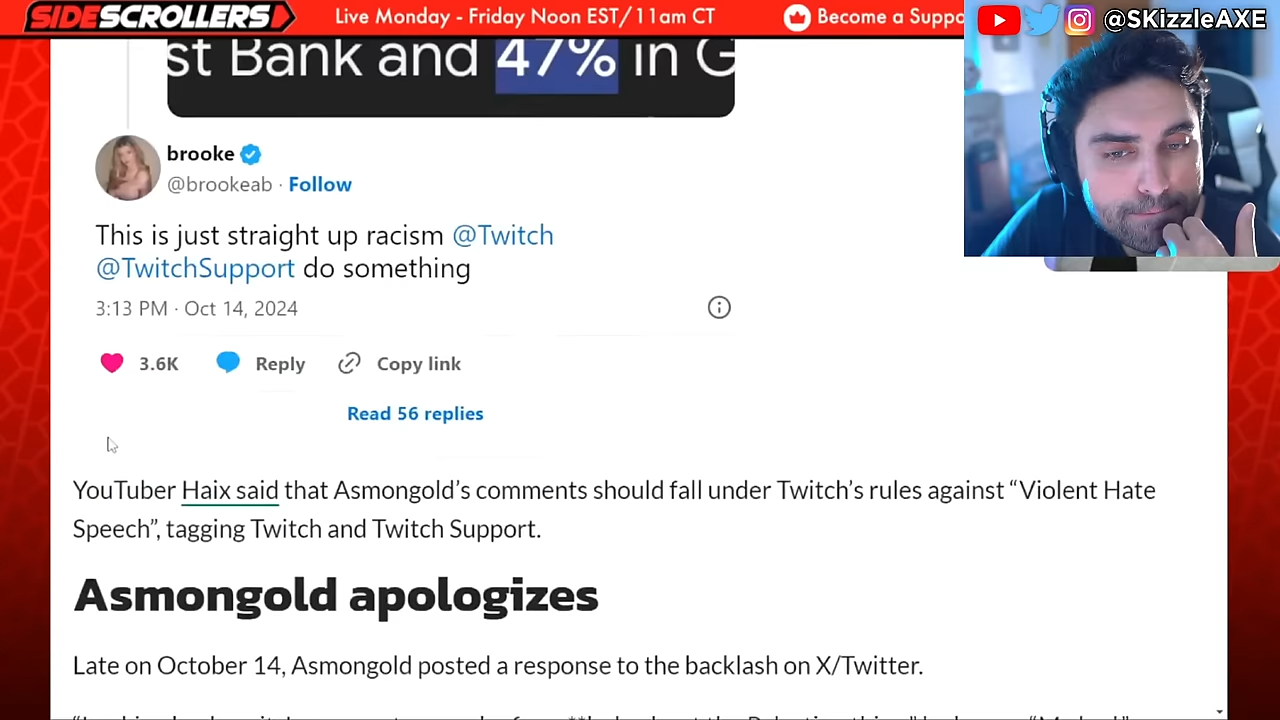 SIDESCROLLERS
Live Monday - Friday Noon EST/11am CT
Become a Suppo
@SKizzleAXE
st Bank and 47% in G
brooke
@brookeab · Follow
This is just straight up racism @Twitch
@TwitchSupport do something
3:13 PM · Oct 14, 2024
3.6K
Reply
Copy link
Read 56 replies
YouTuber Haix said that Asmongold’s comments should fall under Twitch’s rules against “Violent Hate
Speech”, tagging Twitch and Twitch Support.
Asmongold apologizes
Late on October 14, Asmongold posted a response to the backlash on X/Twitter.